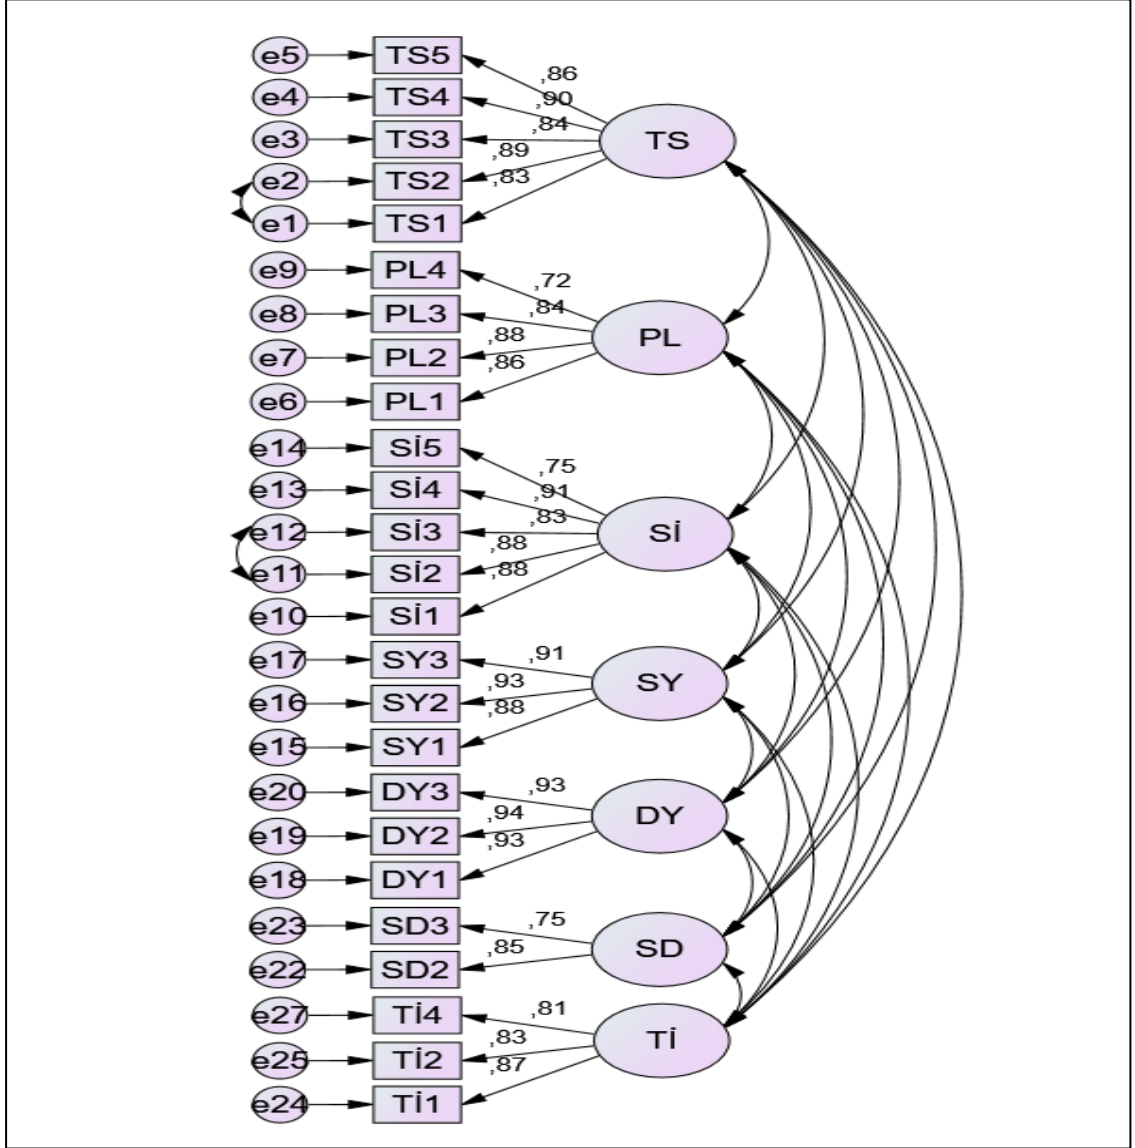 e5 TS5 ,86
e4 TS4 ,90
e3 TS3 ,84 TS
e2 TS2 ,89
e1 TS1 ,83
e9 PL4 ,72
e8 PL3 ,84 PL
e7 PL2 ,88
e6 PL1 ,86
e14 Sİ5 ,75
e13 Sİ4 ,91
e12 Sİ3 ,83 Sİ
e11 Sİ2 ,88
e10 Sİ1 ,88
e17 SY3 ,91
e16 SY2 ,93 SY
e15 SY1 ,88
e20 DY3 ,93
e19 DY2 ,94 DY
e18 DY1 ,93
e23 SD3 ,75 SD
e22 SD2 ,85
e27 Tİ4 ,81
e25 Tİ2 ,83 Tİ
e24 Tİ1 ,87